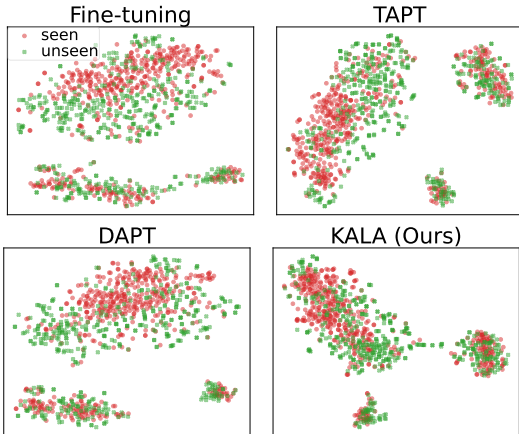 Fine-tuning
seen
unseen
TAPT
DAPT
KALA (Ours)